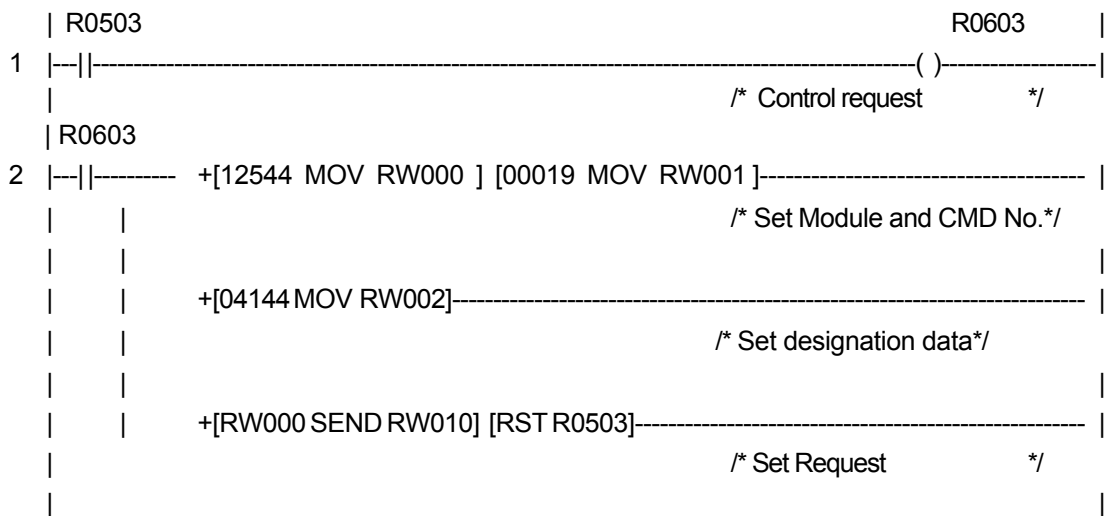 | R0503 R0603 |
1 |---| |-----------------------------------------------------------------------------------------------------( )-------------------|
| /* Control request */
| R0603
2 |---| |---------- +[12544 MOV RW000 ] [00019 MOV RW001 ]--------------------------------------- |
| | /* Set Module and CMD No.*/
| | |
| | +[04144 MOV RW002]----------------------------------------------------------------------------- |
| | /* Set designation data*/
| | |
| | +[RW000 SEND RW010] [RST R0503]------------------------------------------------------- |
| /* Set Request */
| |